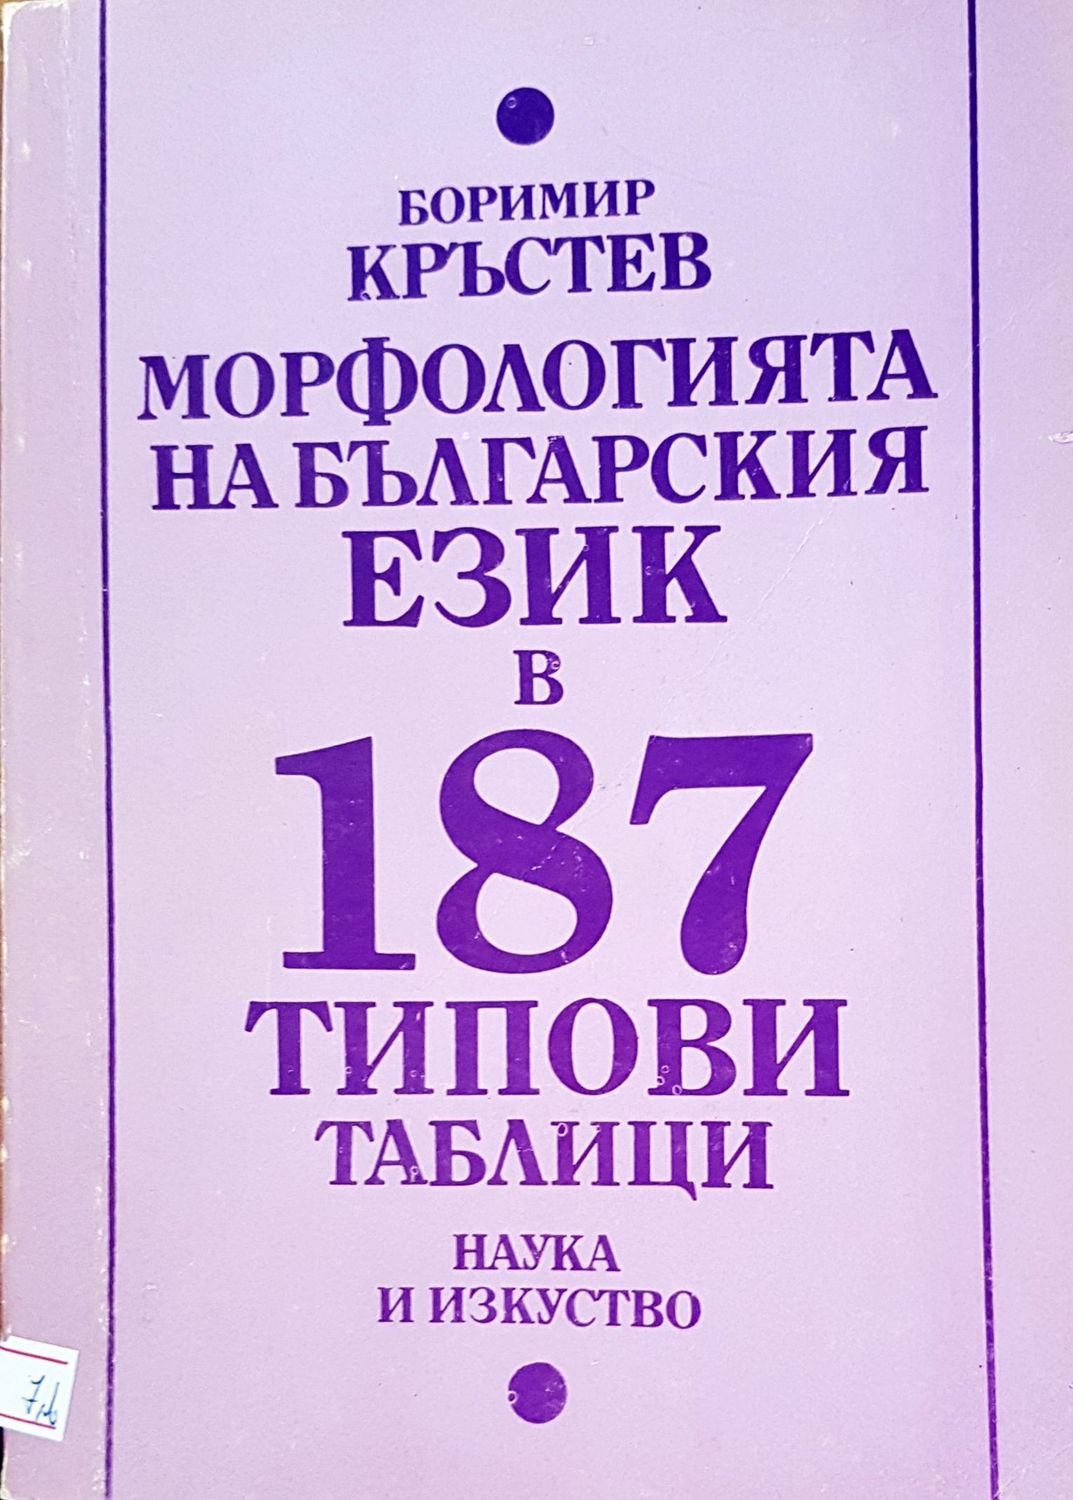 БОРИМИР
КРЪСТЕВ
МОРФОЛОГИЯТА
НА БЪЛГАРСКИЯ
ЕЗИК
В
187
ТИПОВИ
ТАБЛИЦИ
НАУКА
И ИЗКУСТВО